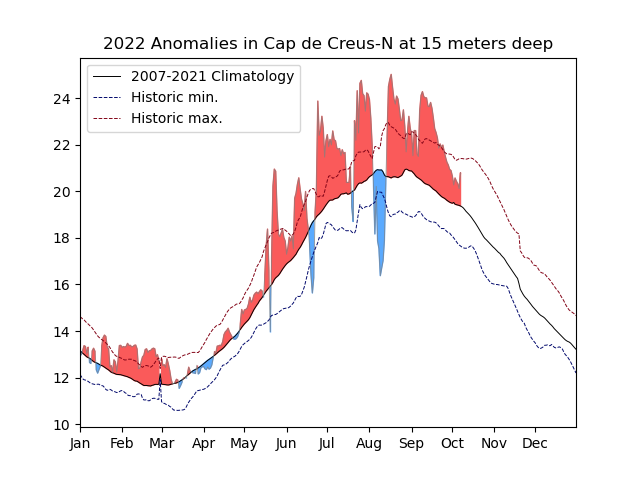 2022 Anomalies in Cap de Creus-N at 15 meters deep
2007-2021 Climatology
Historic min.
Historic max.
24
22
20
18
16
14
12
10
Jan Feb Mar Apr May Jun Jul Aug Sep Oct Nov Dec